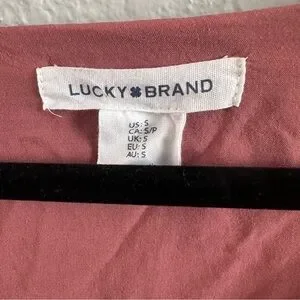 LUCKY BRAND
US: S
CA: S/P
UK: S
EU: S
AU: S